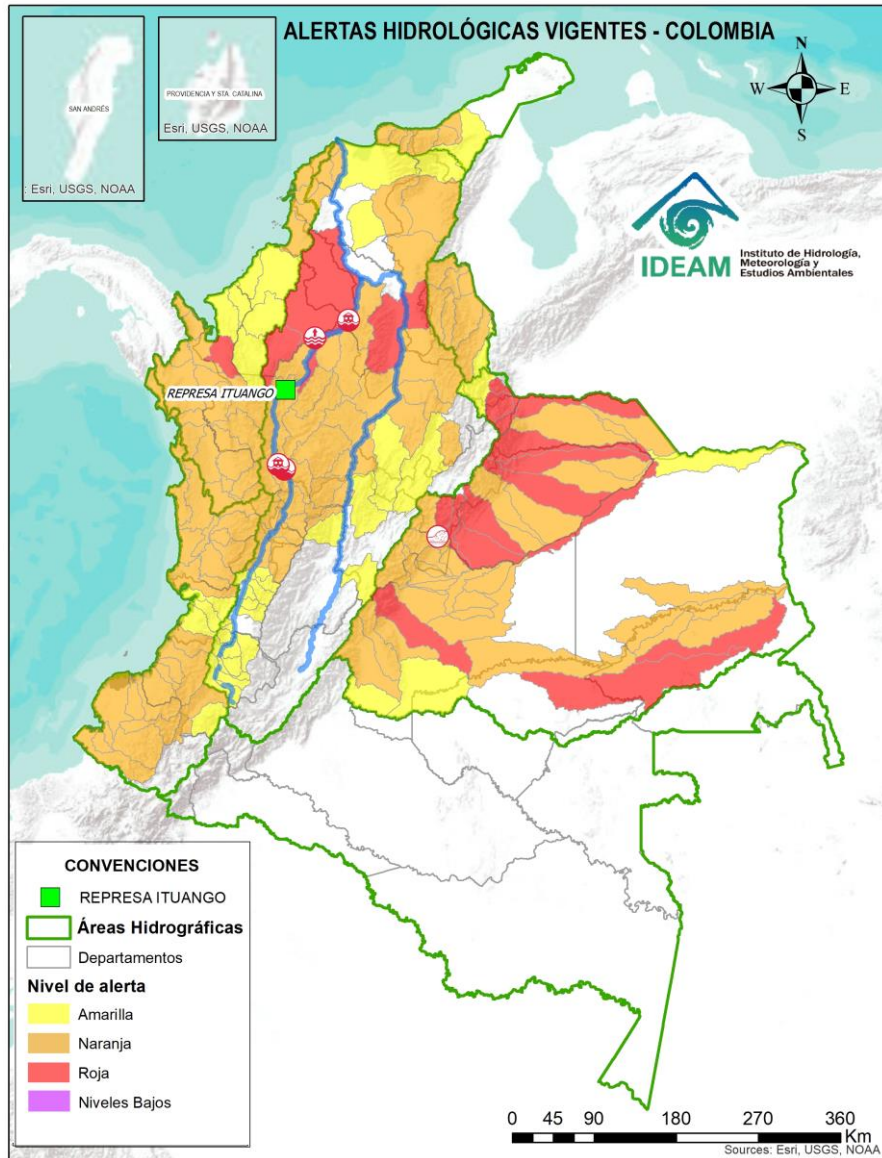 ALERTAS HIDROLÓGICAS VIGENTES - COLOMBIA
SAN ANDRÉS
: Esri, USGS, NOAA
PROVIDENCIA Y STA. CATALINA
Esri, USGS, NOAA
N
W
E
S
IDEAM
Instituto de Hidrología,
Meteorología y
Estudios Ambientales
REPRESA ITUANGO
CONVENCIONES
REPRESA ITUANGO
Áreas Hidrográficas
Departamentos
Nivel de alerta
Amarilla
Naranja
Roja
Niveles Bajos
0 45 90 180 270 360
Km
Sources: Esri, USGS, NOAA